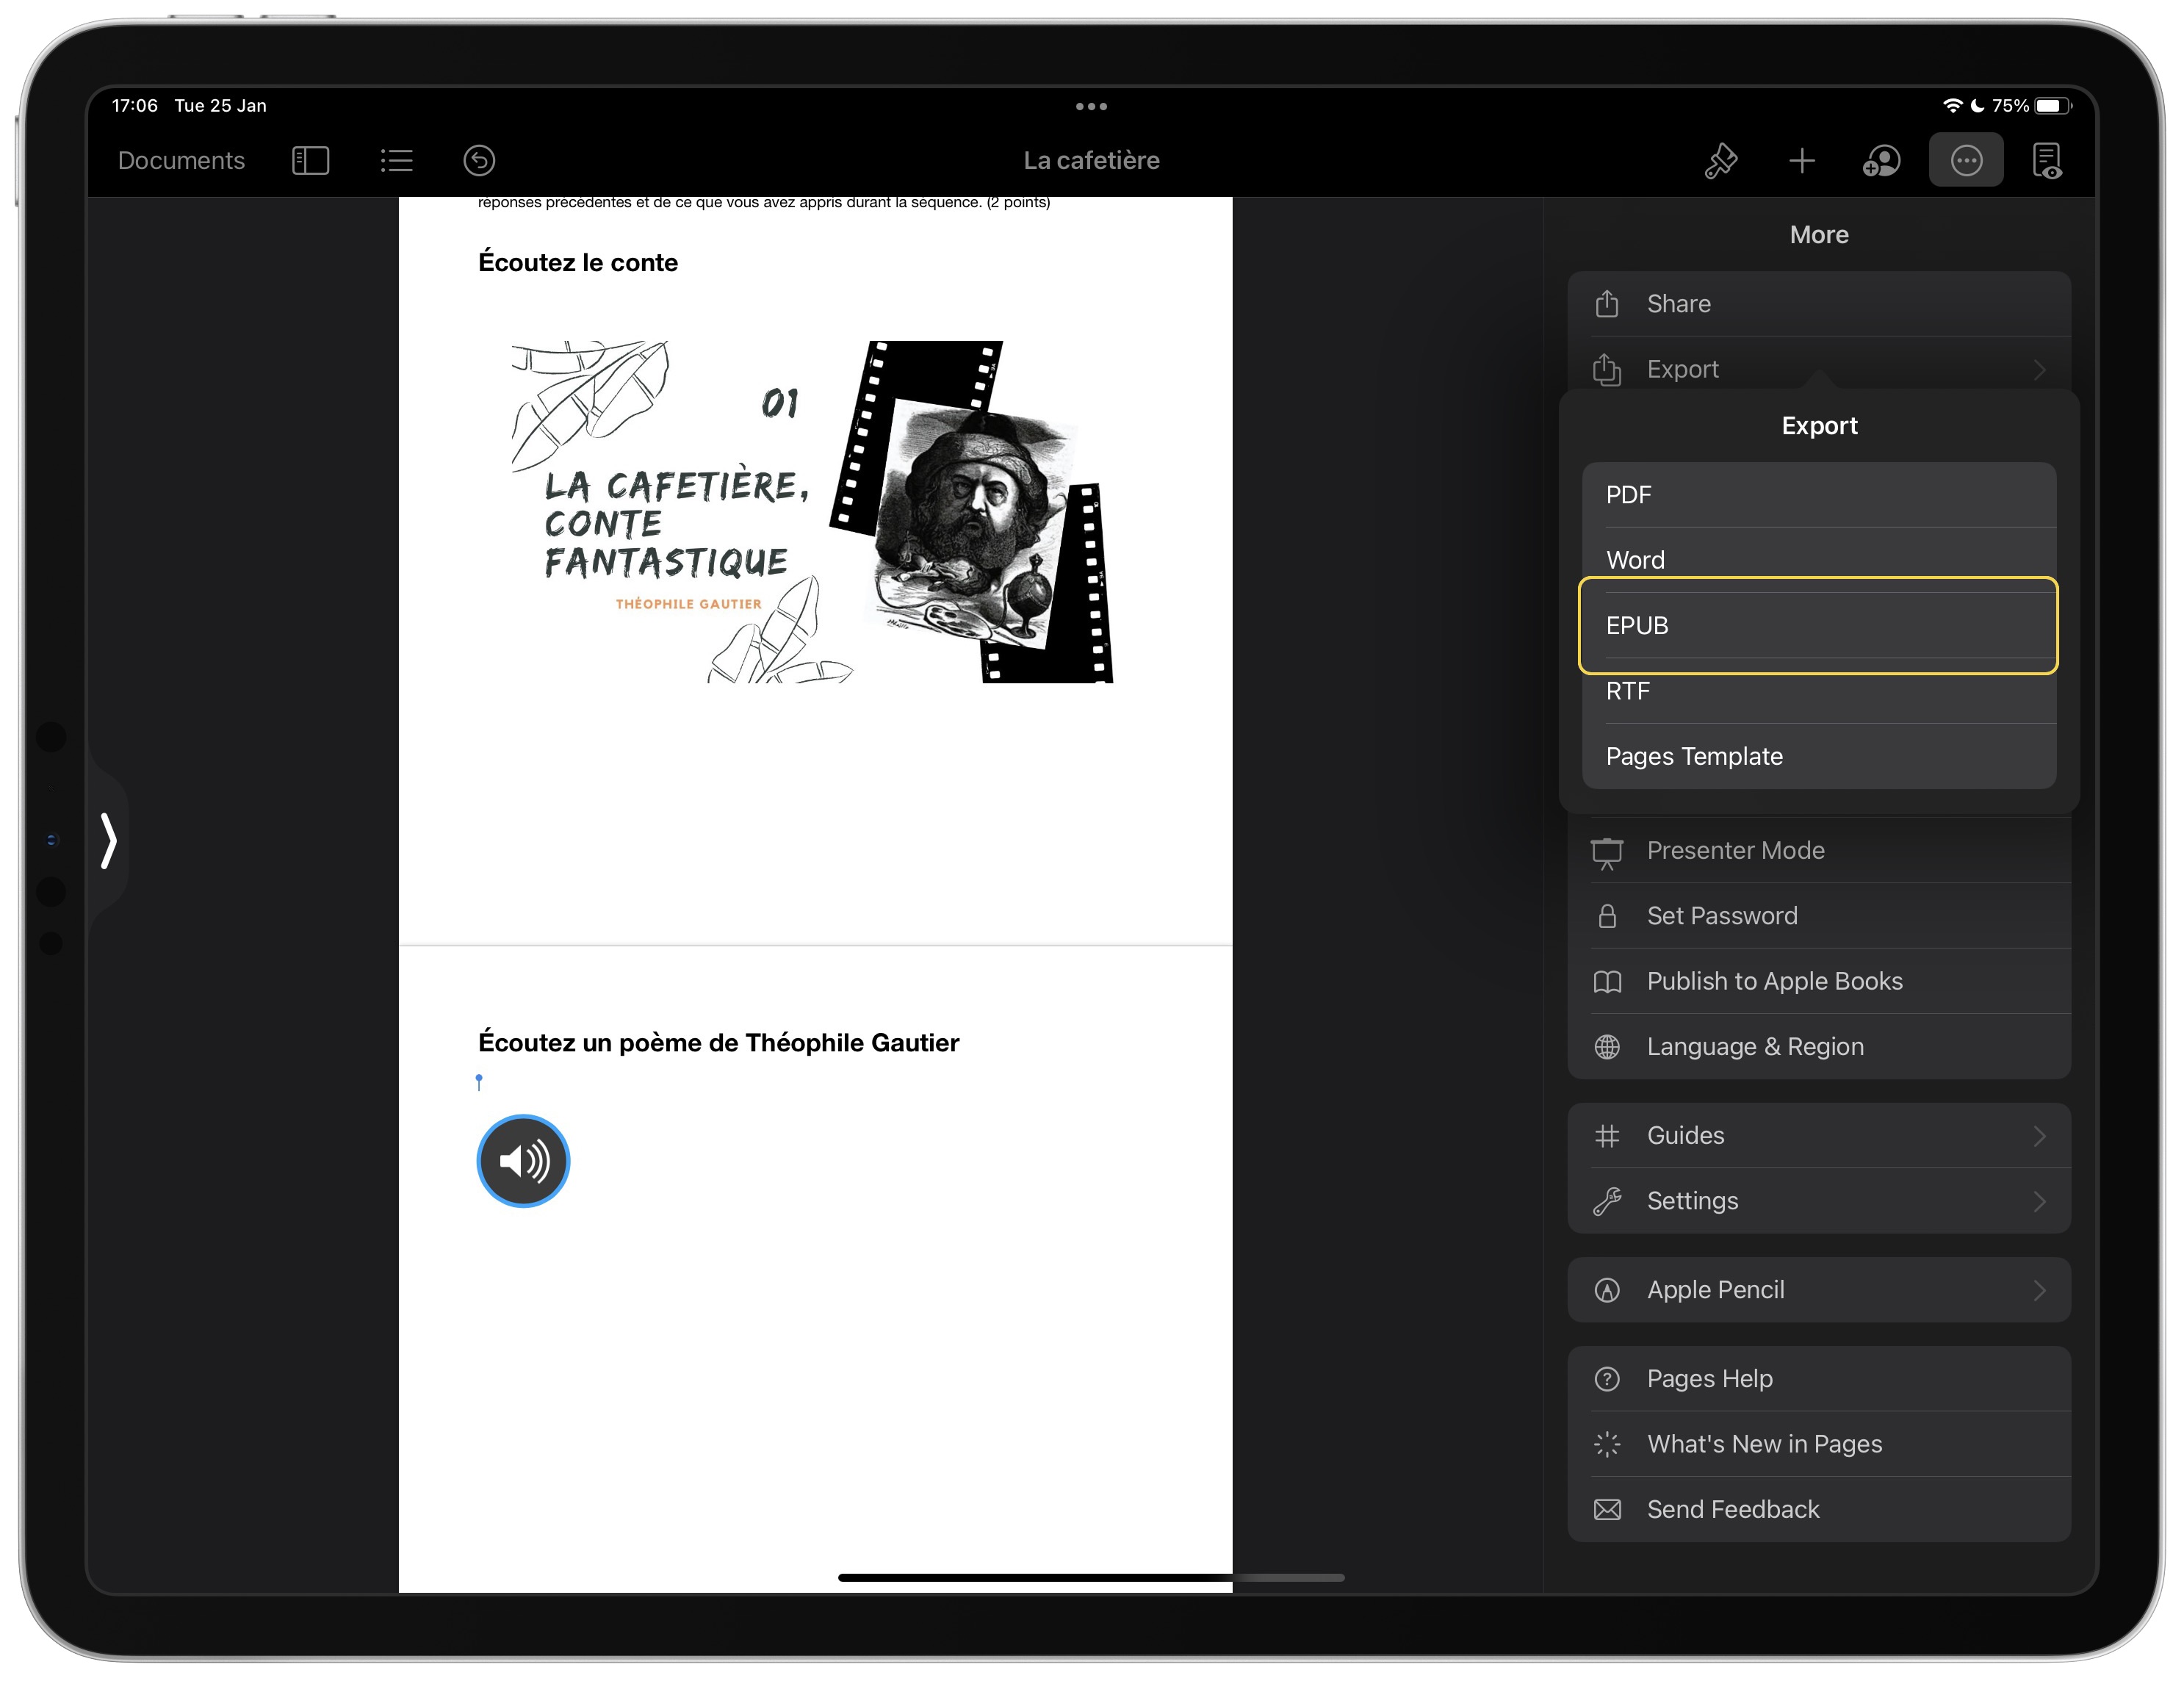 17:06 Tue 25 Jan
75%
Documents
La cafetière
réponses précédentes et de ce que vous avez appris durant la séquence. (2 points)
Écoutez le conte
01
LA CAFETIÈRE,
CONTE
FANTASTIQUE
THÉOPHILE GAUTIER
Écoutez un poème de Théophile Gautier
More
Share
Export
Export
PDF
Word
EPUB
RTF
Pages Template
Presenter Mode
Set Password
Publish to Apple Books
Language & Region
Guides
Settings
Apple Pencil
Pages Help
What's New in Pages
Send Feedback